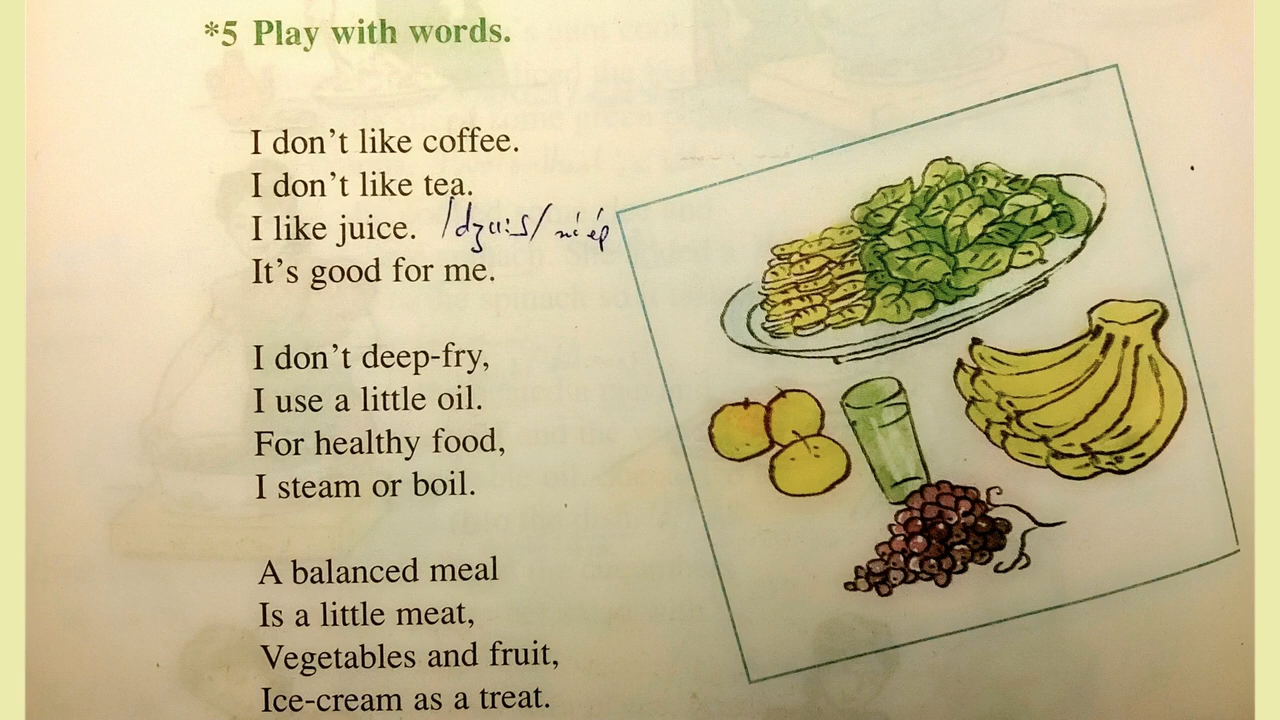 *5 Play with words.
I don't like coffee.
I don't like tea.
I like juice.
It's good for me.
I don't deep-fry,
I use a little oil.
For healthy food,
I steam or boil.
A balanced meal
Is a little meat,
Vegetables and fruit,
Ice-cream as a treat.